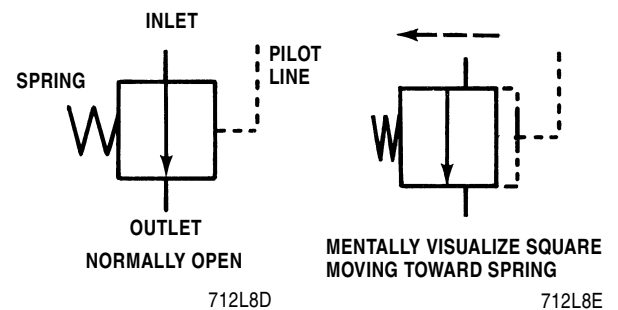 INLET
PILOT
LINE
SPRING
OUTLET
NORMALLY OPEN
712L8D
MENTALLY VISUALIZE SQUARE
MOVING TOWARD SPRING
712L8E